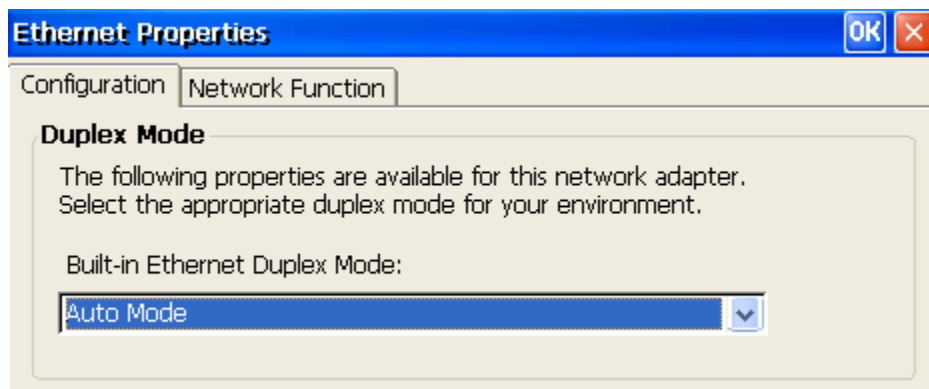 Ethernet Properties OK
Configuration Network Function
Duplex Mode
The following properties are available for this network adapter.
Select the appropriate duplex mode for your environment.
Built-in Ethernet Duplex Mode:
Auto Mode